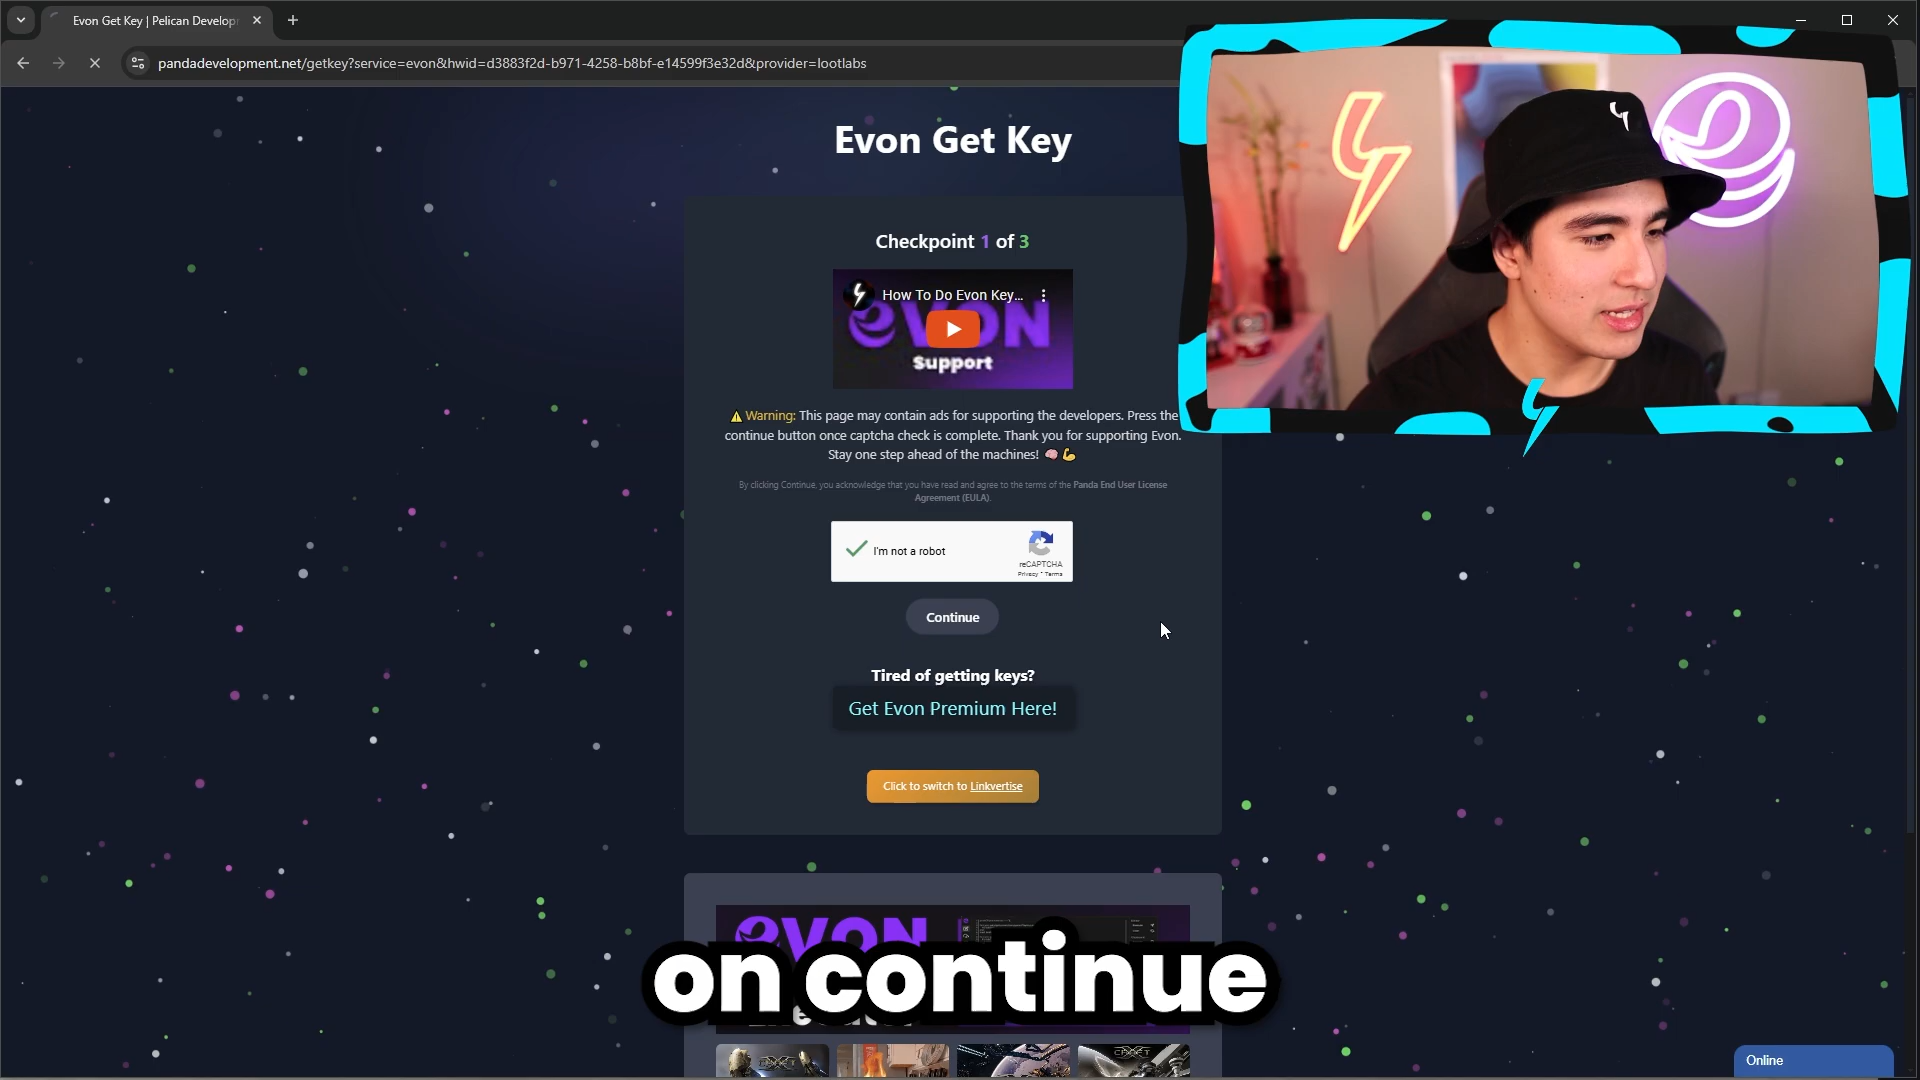 Evon Get Key | Pelican Develop
pandadevelopment.net/getkey?service=evon&hwid=d3883f2d-b971-4258-b8bf-e14599f3e32d&provider=lootlabs
Evon Get Key
Checkpoint 1 of 3
How To Do Evon Key...
evon
Support
⚠ Warning: This page may contain ads for supporting the developers. Press the
continue button once captcha check is complete. Thank you for supporting Evon.
Stay one step ahead of the machines! 🧠 💪
By clicking Continue, you acknowledge that you have read and agree to the terms of the Panda End User License
Agreement (EULA).
I'm not a robot
reCAPTCHA
Privacy - Terms
Continue
Tired of getting keys?
Get Evon Premium Here!
Click to switch to Linkvertise
evon
on continue
Online